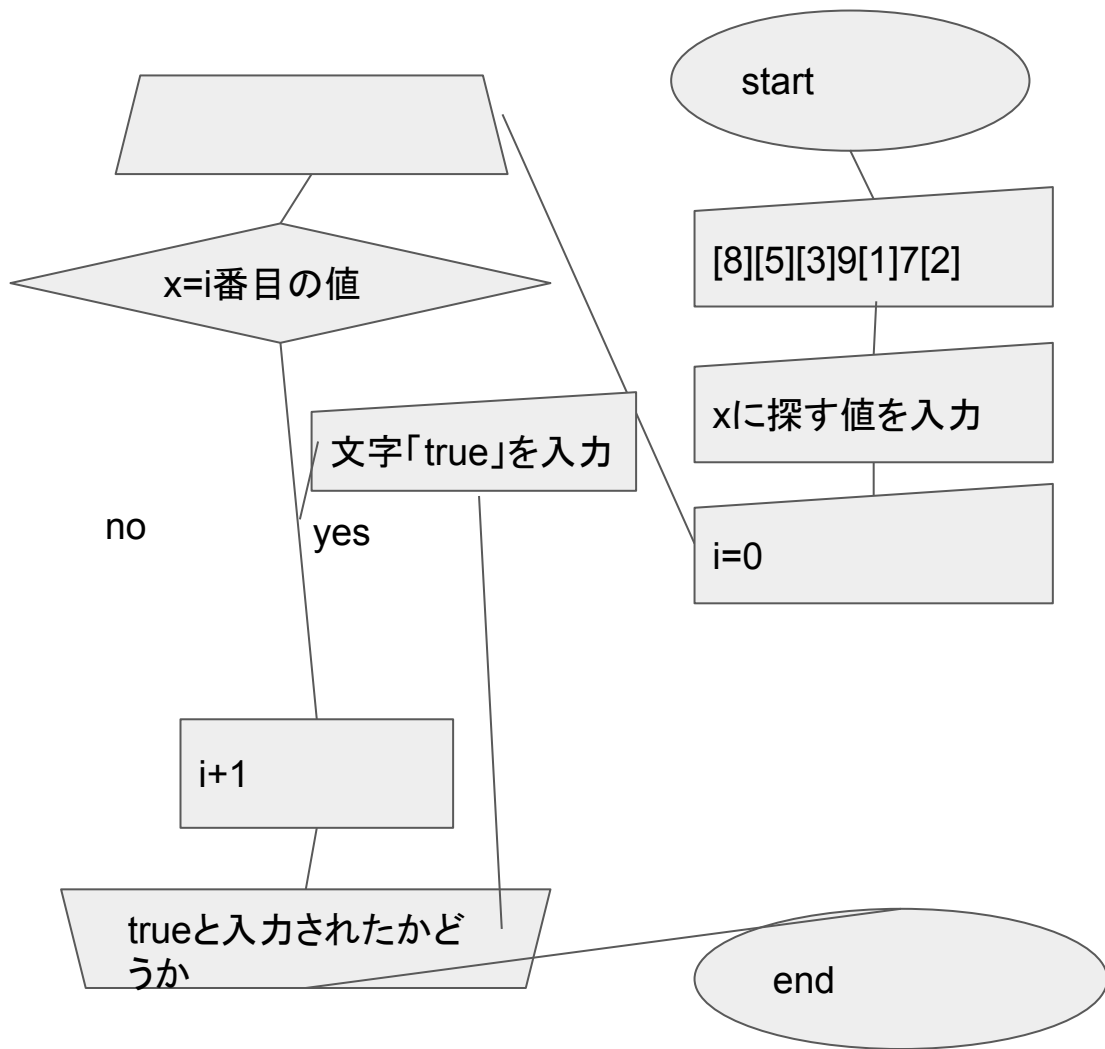 start
[8][5][3]9[1]7[2]
xに探す値を入力
i=0
x=i番目の値
文字「true」を入力
no
yes
i+1
trueと入力されたかど
うか
end